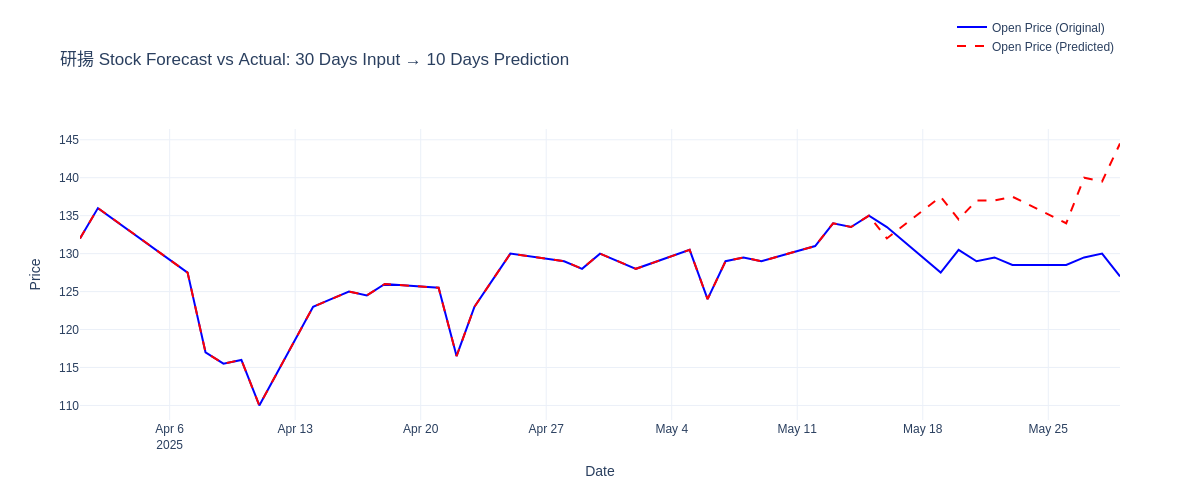 研揚 Stock Forecast vs Actual: 30 Days Input → 10 Days Prediction
Open Price (Original)
Open Price (Predicted)
Price
145
140
135
130
125
120
115
110
Apr 6
2025
Apr 13
Apr 20
Apr 27
May 4
May 11
May 18
May 25
Date